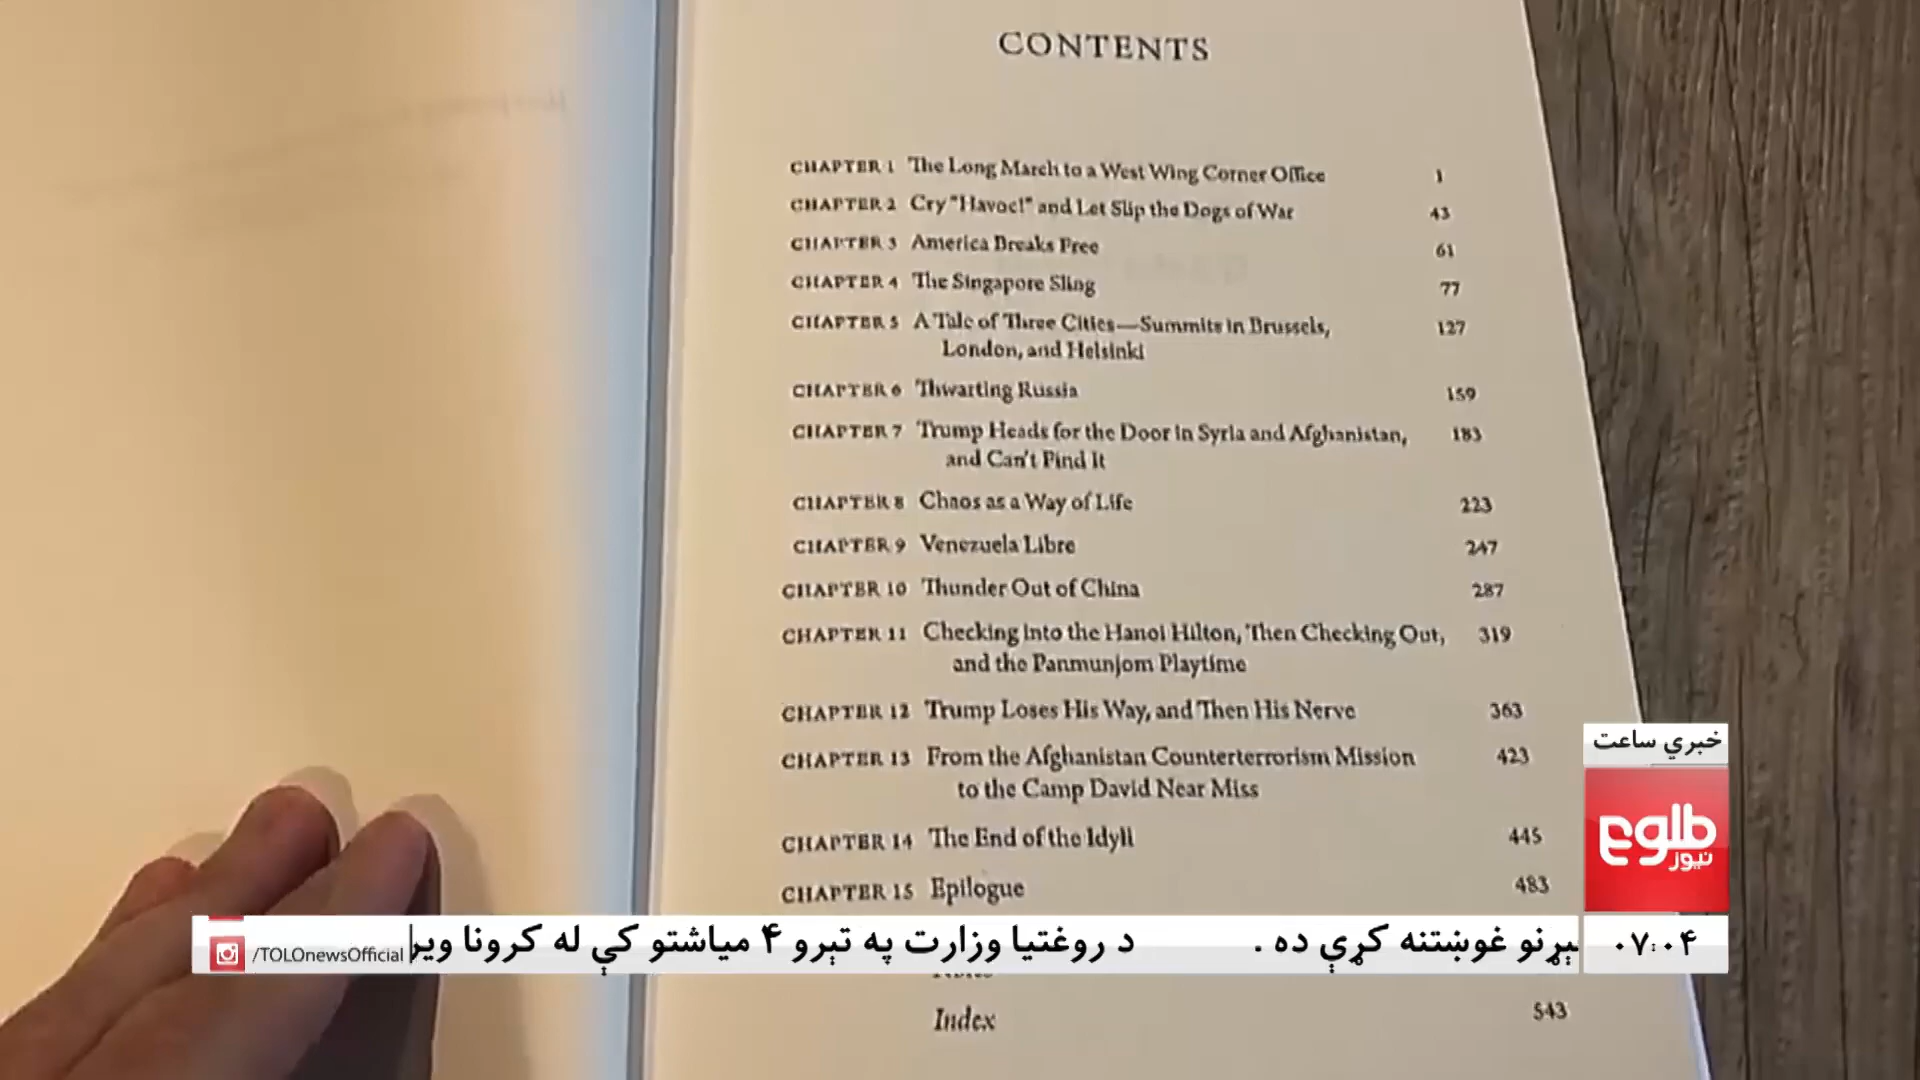 CONTENTS
CHAPTER 1 The Long March to a West Wing Corner Office 1
CHAPTER 2 Cry "Havoc!" and Let Slip the Dogs of War 43
CHAPTER 3 America Breaks Free 61
CHAPTER 4 The Singapore Sling 77
CHAPTER 5 A Tale of Three Cities—Summits in Brussels, 127
London, and Helsinki
CHAPTER 6 Thwarting Russia 159
CHAPTER 7 Trump Heads for the Door in Syria and Afghanistan, 183
and Can't Find It
CHAPTER 8 Chaos as a Way of Life 223
CHAPTER 9 Venezuela Libre 247
CHAPTER 10 Thunder Out of China 287
CHAPTER 11 Checking into the Hanoi Hilton, Then Checking Out, 319
and the Panmunjom Playtime
CHAPTER 12 Trump Loses His Way, and Then His Nerve 363
CHAPTER 13 From the Afghanistan Counterterrorism Mission 423
to the Camp David Near Miss
CHAPTER 14 The End of the Idyll 445
CHAPTER 15 Epilogue 483
خبري ساعت
طلوع
نیوز
۰۷:۰۴
غوښتنه کړې ده . د روغتیا وزارت په تېرو ۴ میاشتو کې له کرونا
/TOLOnewsOfficial
Index 543